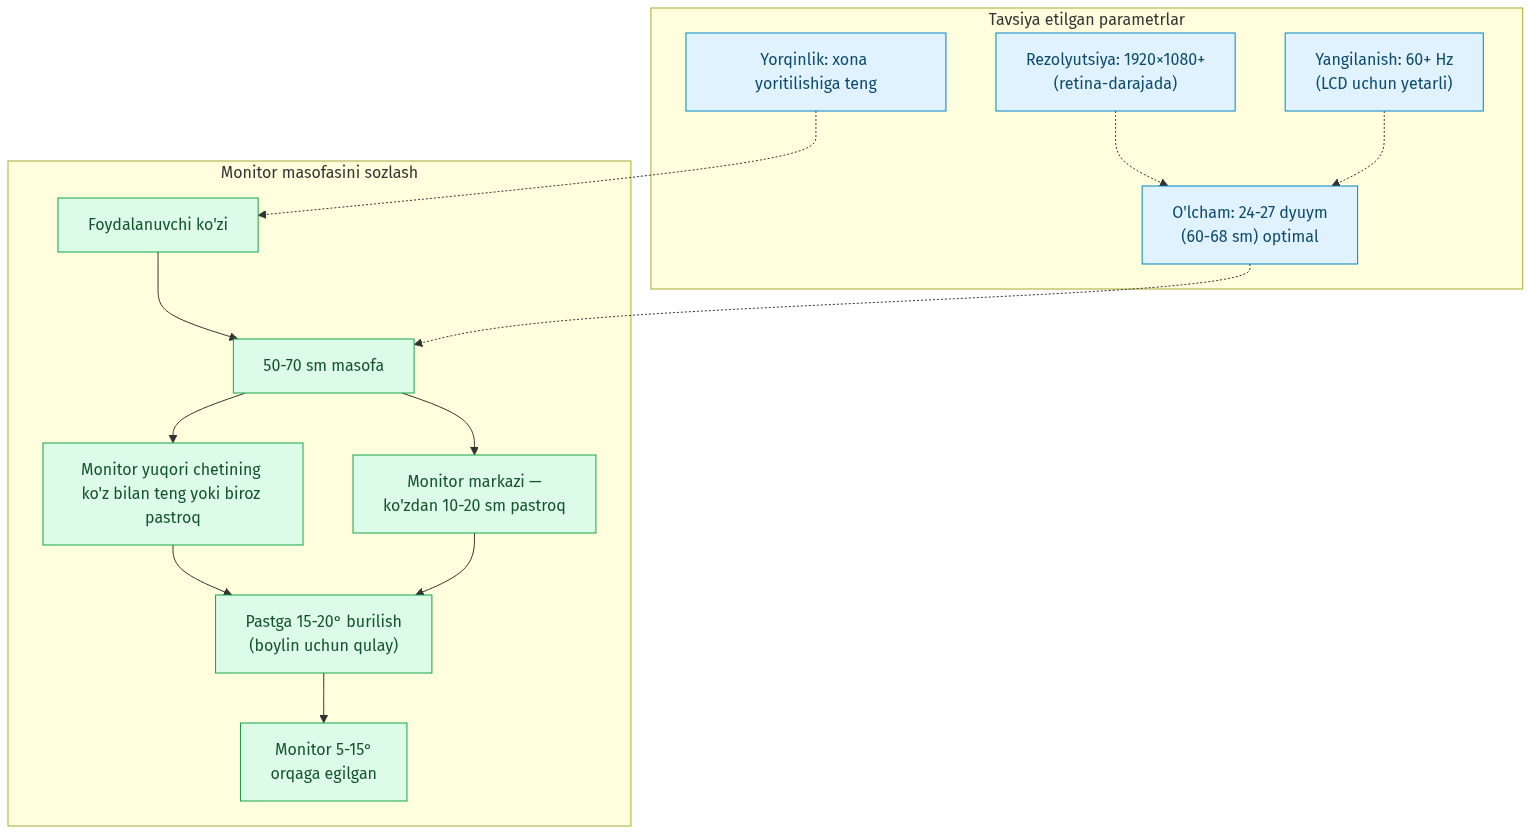 Tavsiya etilgan parametrlar
Yorqinlik: xona
yoritilishiga teng
Rezolyutsiya: 1920×1080+
(retina-darajada)
Yangilanish: 60+ Hz
(LCD uchun yetarli)
O'lcham: 24-27 dyuym
(60-68 sm) optimal
Monitor masofasini sozlash
Foydalanuvchi ko'zi
50-70 sm masofa
Monitor yuqori chetining
ko'z bilan teng yoki biroz
pastroq
Monitor markazi —
ko'zdan 10-20 sm pastroq
Pastga 15-20° burilish
(boylin uchun qulay)
Monitor 5-15°
orqaga egilgan